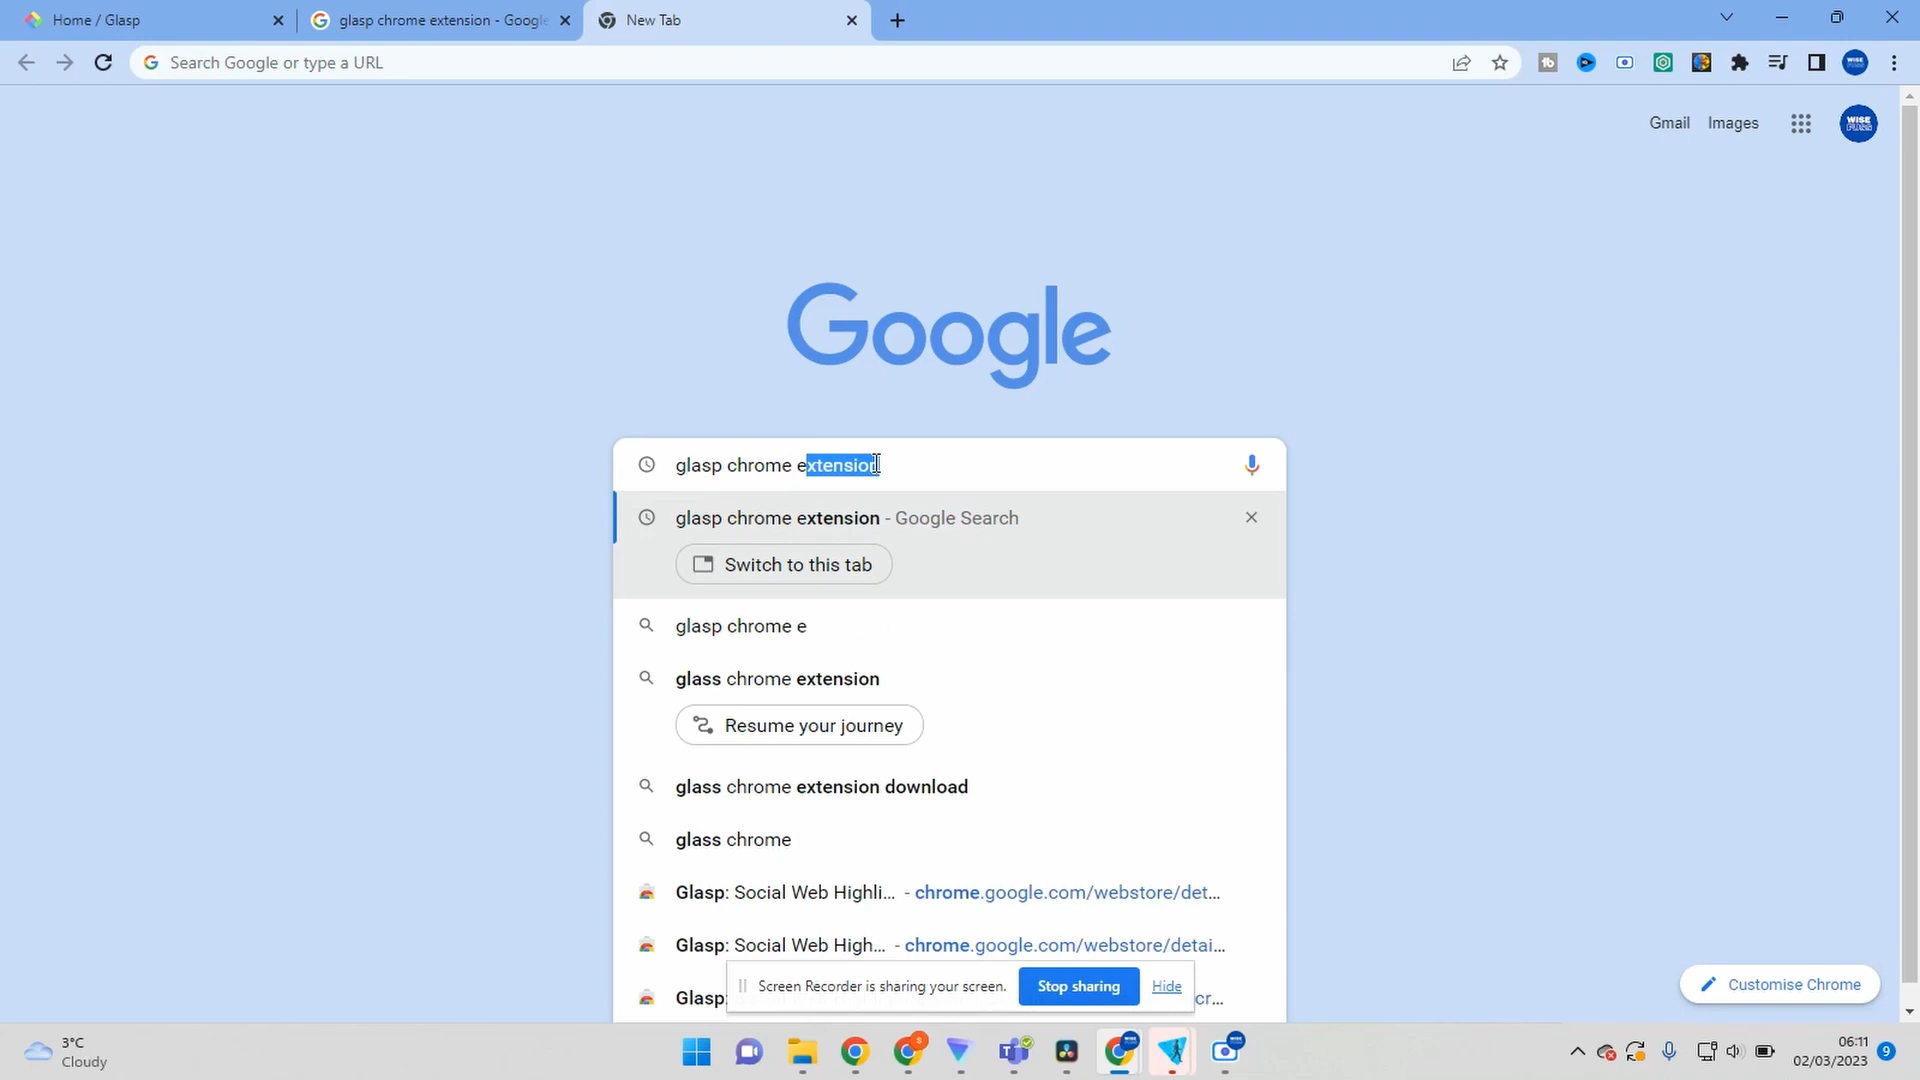 Home / Glasp
glasp chrome extension - Google
New Tab
Search Google or type a URL
Gmail
Images
WISE
Google
glasp chrome extension
glasp chrome extension - Google Search
Switch to this tab
glasp chrome e
glass chrome extension
Resume your journey
glass chrome extension download
glass chrome
Glasp: Social Web Highli... - chrome.google.com/webstore/det...
Glasp: Social Web High... - chrome.google.com/webstore/detai...
Glasp:
cr...
Screen Recorder is sharing your screen.
Stop sharing
Hide
Customise Chrome
3°C
Cloudy
06:11
02/03/2023
9